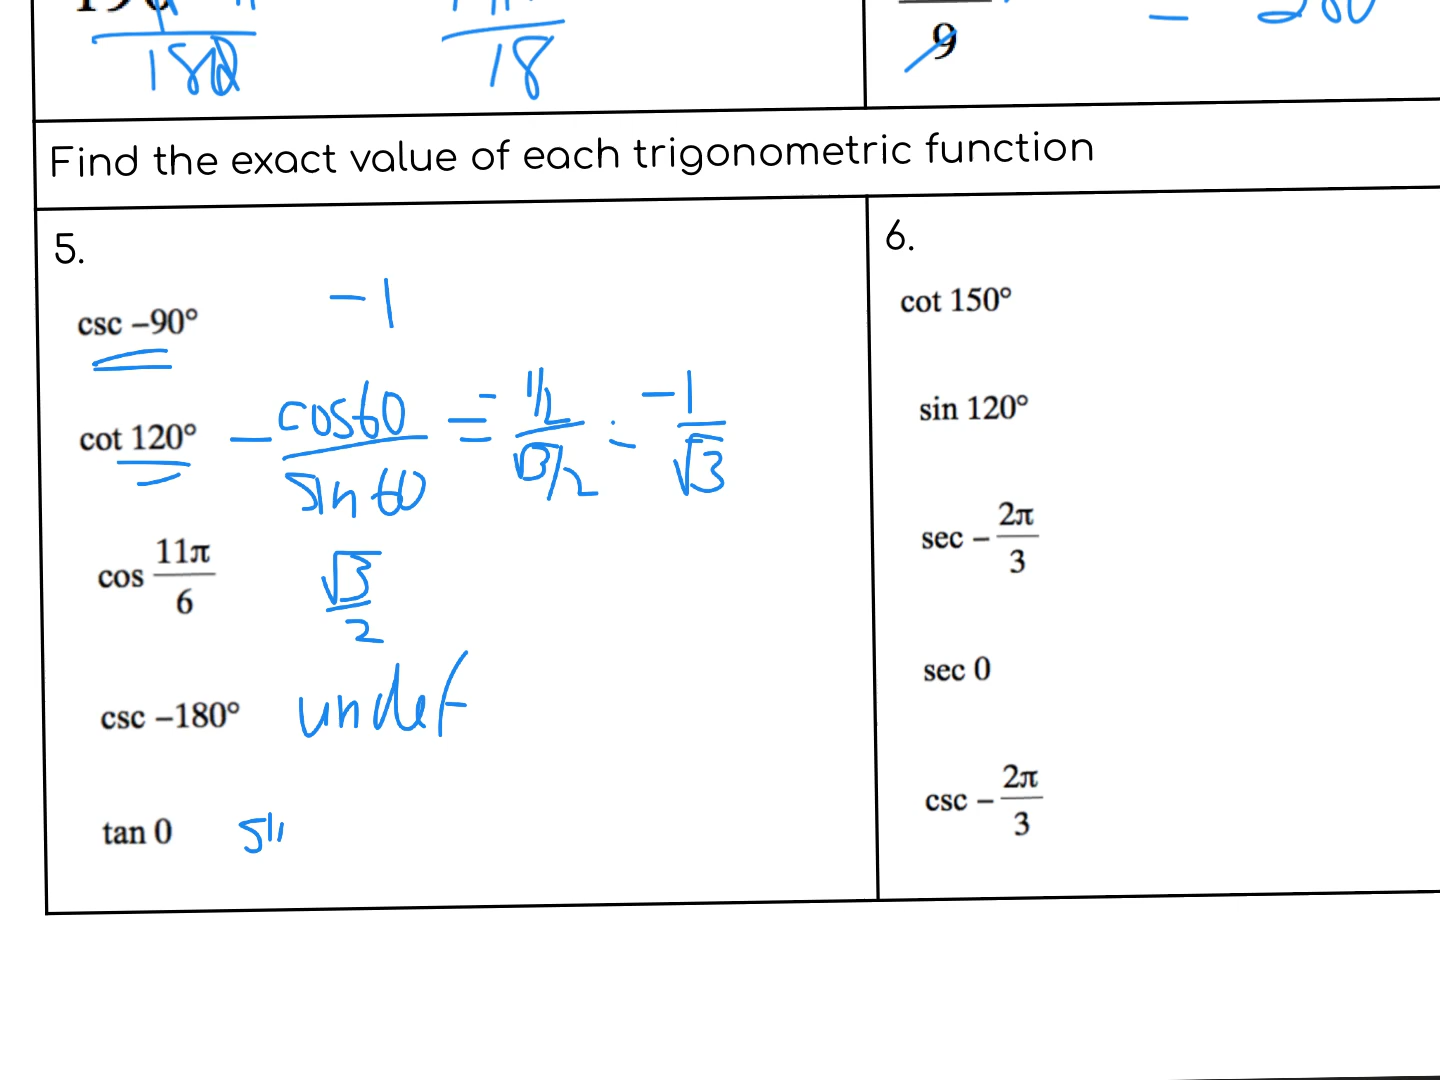 180
18
9
= 280
Find the exact value of each trigonometric function
5.
csc –90° -1
cot 120° - cos60 / sin60 = - 1/2 / √3/2 = -1/√3
cos 11π/6 √3/2
csc –180° undef
tan 0 sin
6.
cot 150°
sin 120°
sec – 2π/3
sec 0
csc – 2π/3